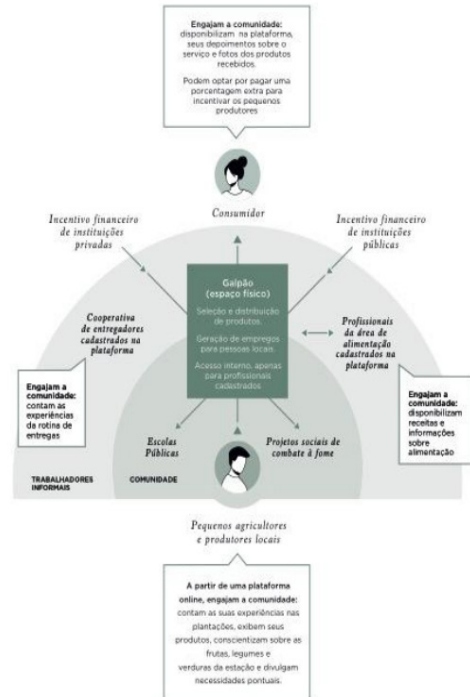 Engajam a comunidade:
disponibilizam na plataforma,
seus depoimentos sobre o
serviço e fotos dos produtos
recebidos.
Podem optar por pagar uma
porcentagem extra para
incentivar os pequenos
produtores
Consumidor
Incentivo financeiro
de instituições
privadas
Incentivo financeiro
de instituições
públicas
Galpão
(espaço físico)
Seleção e distribuição
de produtos.
Geração de empregos
para pessoas locais.
Acesso interno, apenas
para profissionais
cadastrados
Cooperativa
de entregadores
cadastrados na
plataforma
Profissionais
da área de
alimentação
cadastrados na
plataforma
Engajam a
comunidade:
contam as
experiências
da rotina de
entregas
Engajam a
comunidade:
disponibilizam
receitas e
informações
sobre
alimentação
Escolas
Públicas
Projetos sociais de
combate à fome
TRABALHADORES
INFORMAIS
COMUNIDADE
Pequenos agricultores
e produtores locais
A partir de uma plataforma
online, engajam a comunidade:
contam as suas experiências nas
plantações, exibem seus
produtos, conscientizam sobre as
frutas, legumes e
verduras da estação e divulgam
necessidades pontuais.